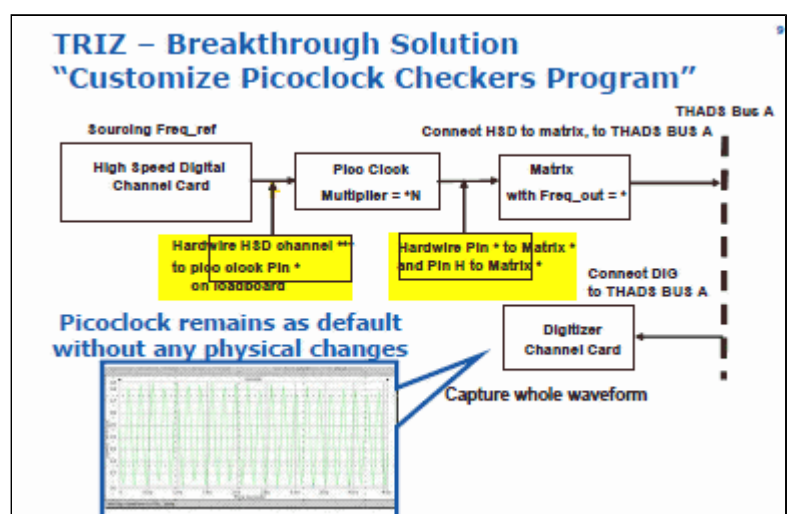 9
TRIZ – Breakthrough Solution
“Customize Picoclock Checkers Program”
THADS Bus A
Sourcing Freq_ref
Connect HSD to matrix, to THADS BUS A
High Speed Digital
Channel Card
Pico Clock
Multiplier = *N
Matrix
with Freq_out = *
Hardwire HSD channel ***
to pico clock Pin *
on loadboard
Hardwire Pin * to Matrix *
and Pin H to Matrix *
Connect DIG
to THADS BUS A
Picoclock remains as default
without any physical changes
Digitizer
Channel Card
Capture whole waveform